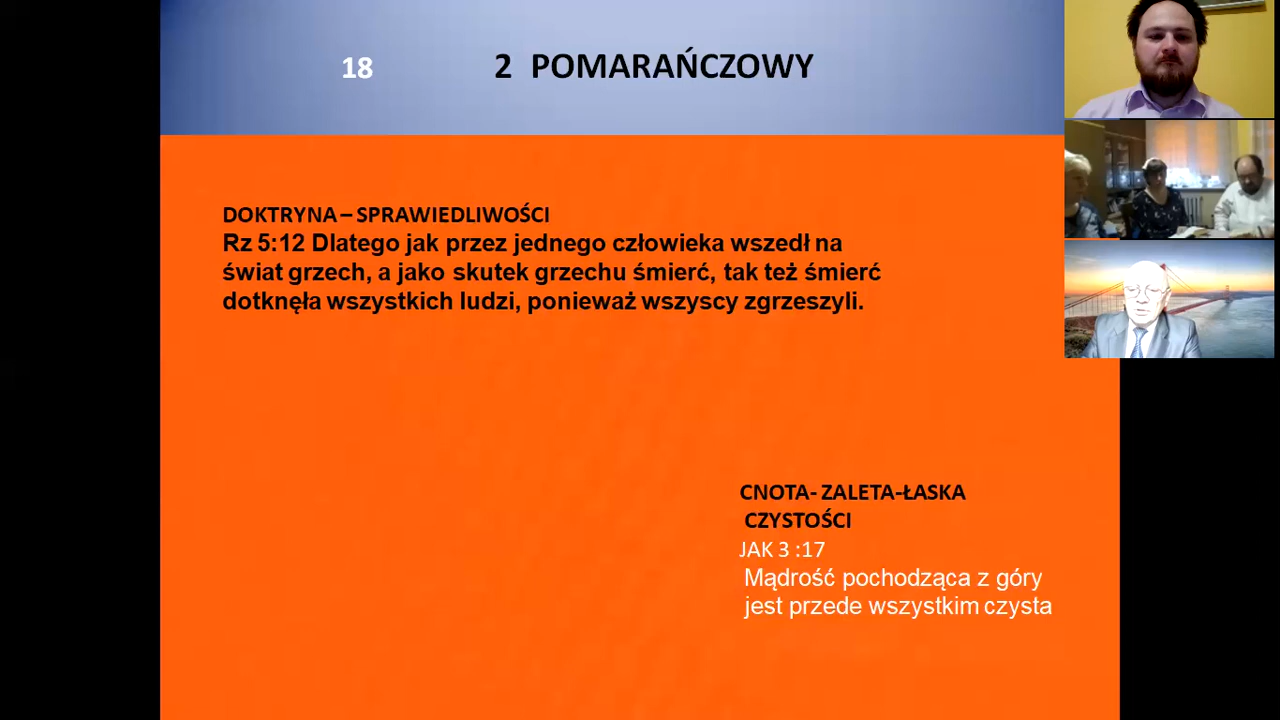 18 2 POMARAŃCZOWY
DOKTRYNA – SPRAWIEDLIWOŚCI
Rz 5:12 Dlatego jak przez jednego człowieka wszedł na
świat grzech, a jako skutek grzechu śmierć, tak też śmierć
dotknęła wszystkich ludzi, ponieważ wszyscy zgrzeszyli.
CNOTA- ZALETA-ŁASKA
CZYSTOŚCI
JAK 3 :17
Mądrość pochodząca z góry
jest przede wszystkim czysta